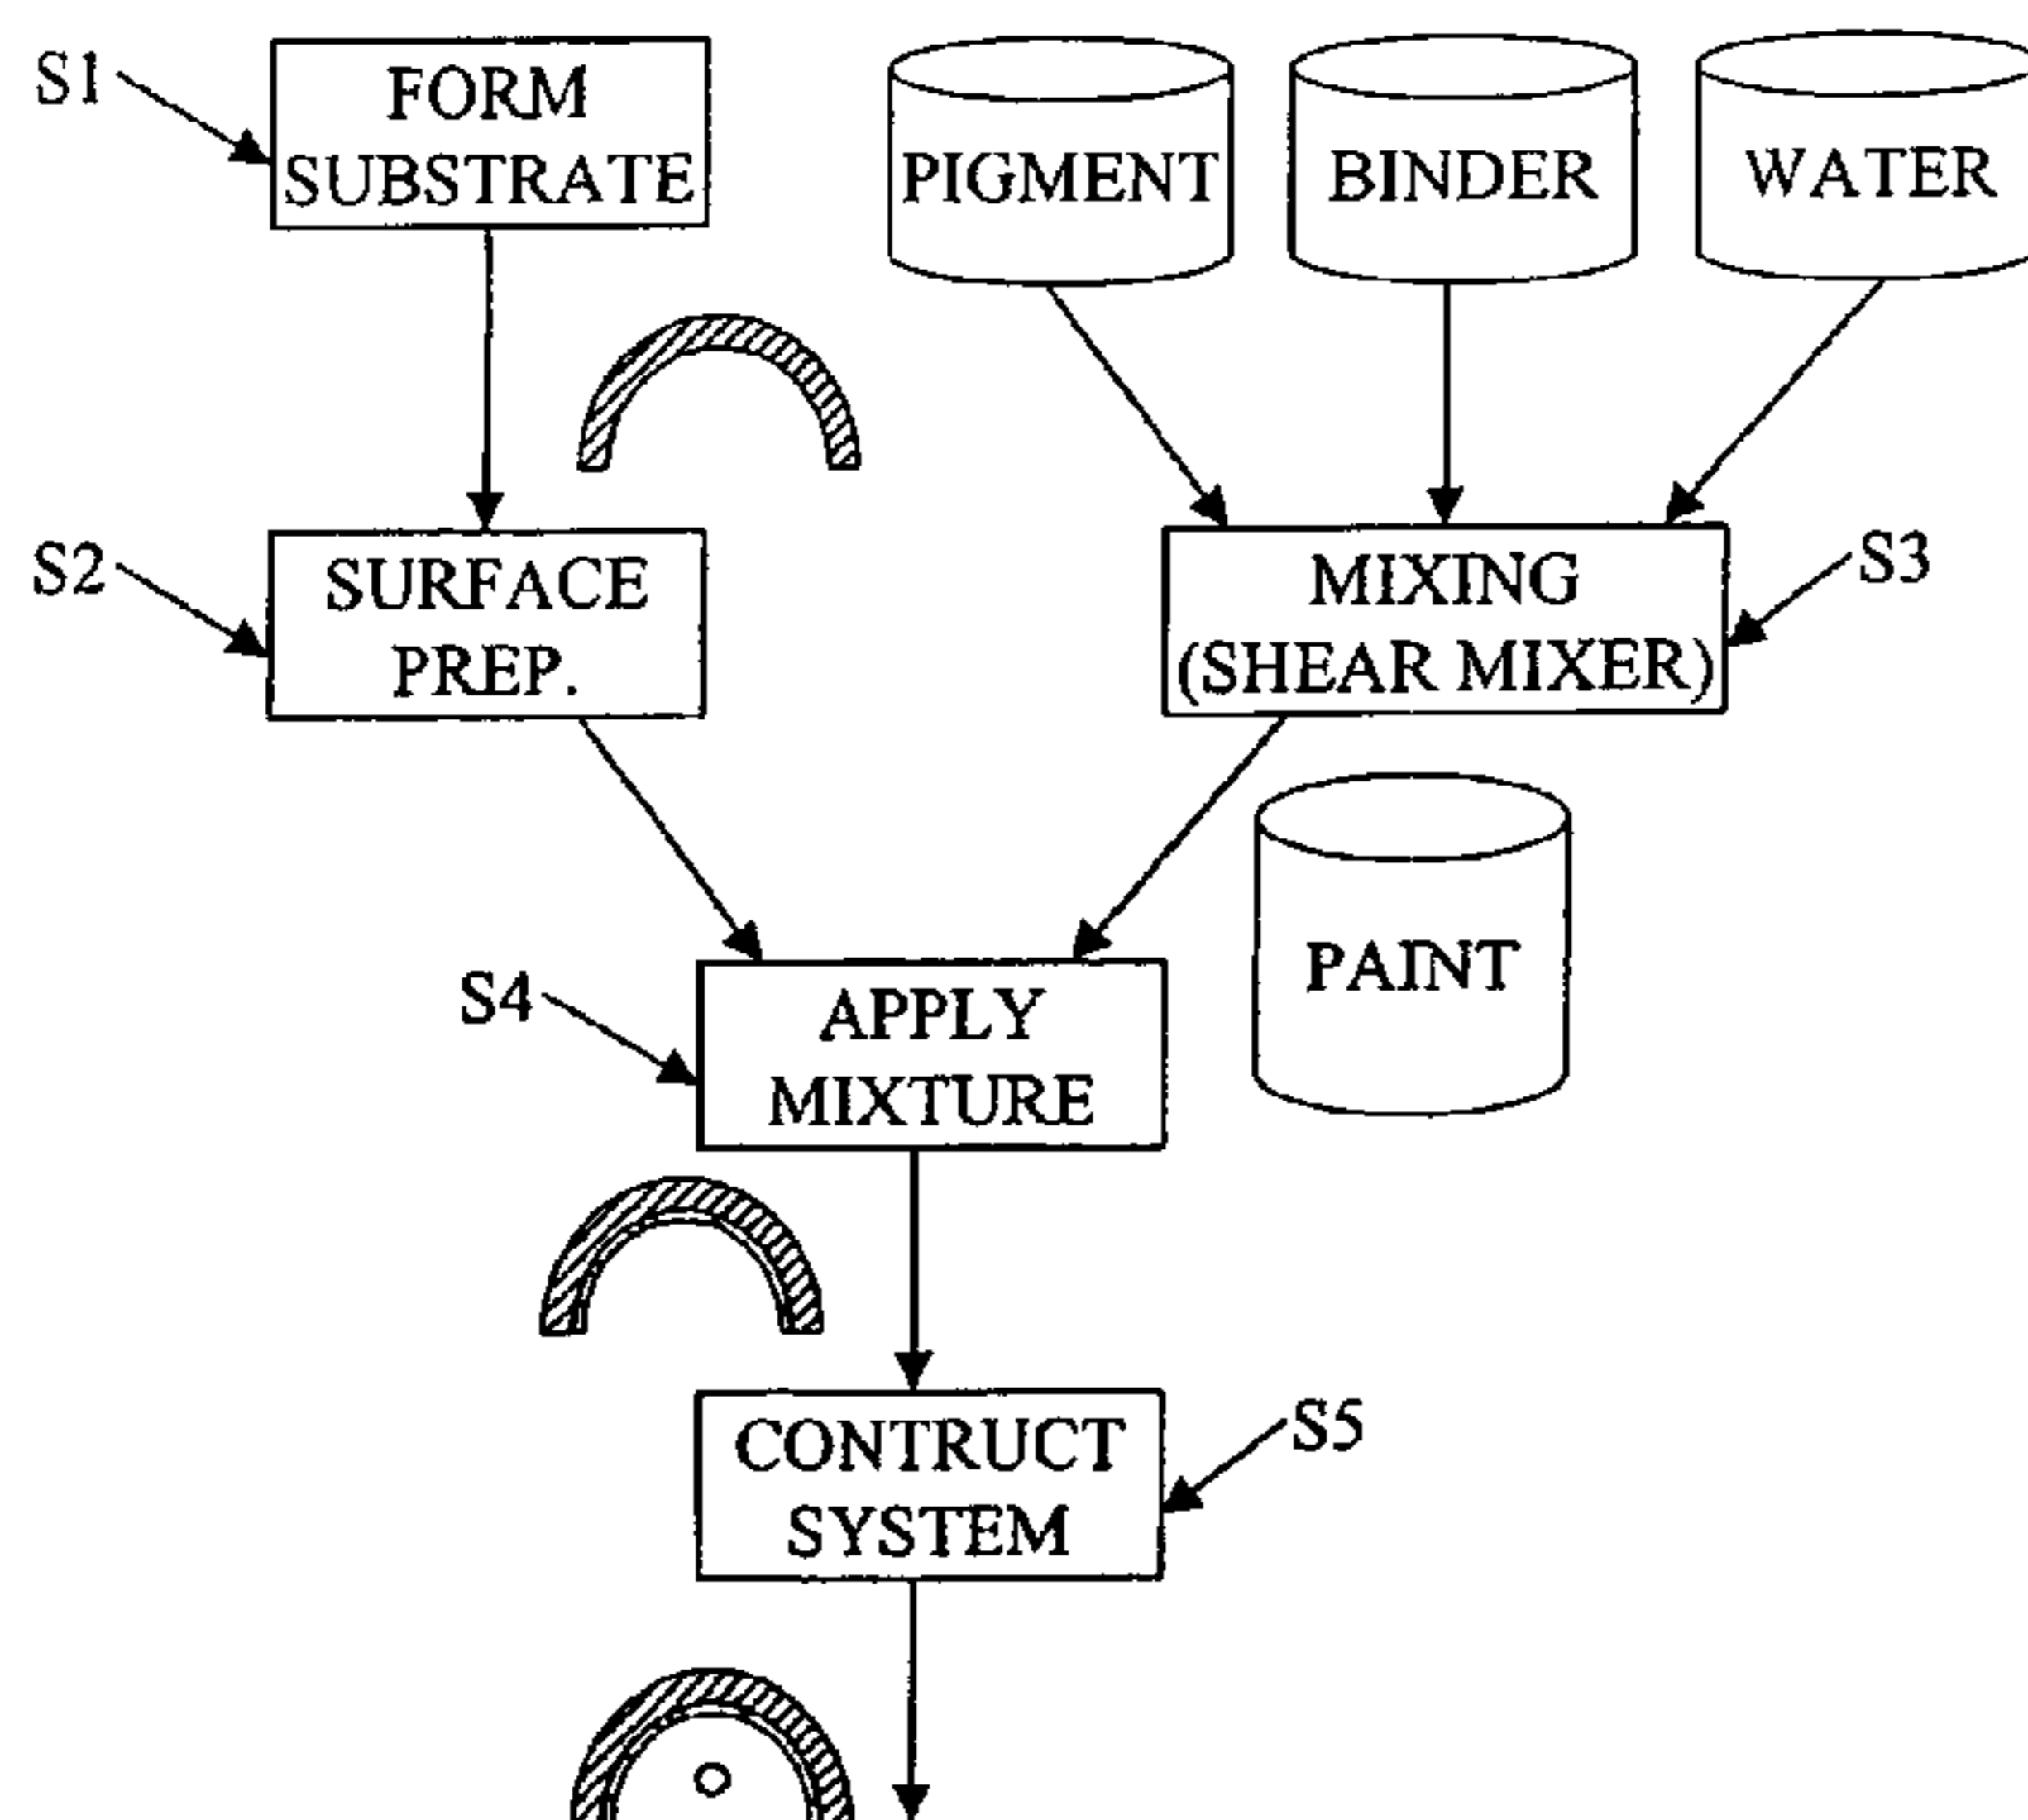 S1
FORM
SUBSTRATE
PIGMENT
BINDER
WATER
S2
SURFACE
PREP.
MIXING
(SHEAR MIXER)
S3
PAINT
S4
APPLY
MIXTURE
CONTRUCT
SYSTEM
S5